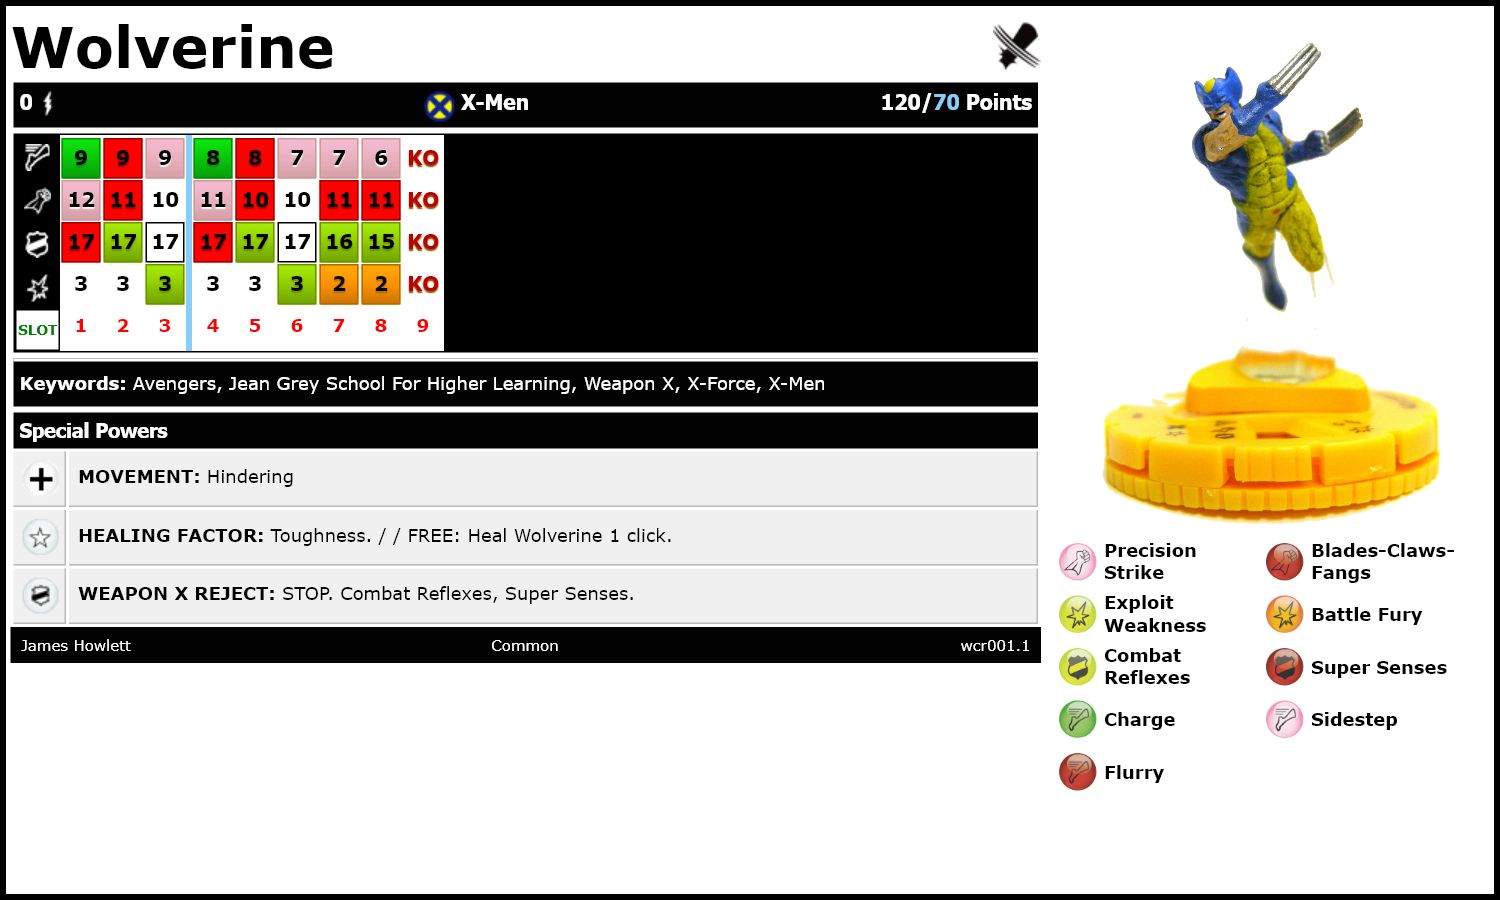 Wolverine
0 X-Men 120/70 Points
9 9 9 8 8 7 7 6 KO
12 11 10 11 10 10 11 11 KO
17 17 17 17 17 17 16 15 KO
3 3 3 3 3 3 2 2 KO
SLOT 1 2 3 4 5 6 7 8 9
Keywords: Avengers, Jean Grey School For Higher Learning, Weapon X, X-Force, X-Men
Special Powers
MOVEMENT: Hindering
HEALING FACTOR: Toughness. / / FREE: Heal Wolverine 1 click.
WEAPON X REJECT: STOP. Combat Reflexes, Super Senses.
James Howlett Common wcr001.1
Precision
Strike
Blades-Claws-
Fangs
Exploit
Weakness
Battle Fury
Combat
Reflexes
Super Senses
Charge
Sidestep
Flurry